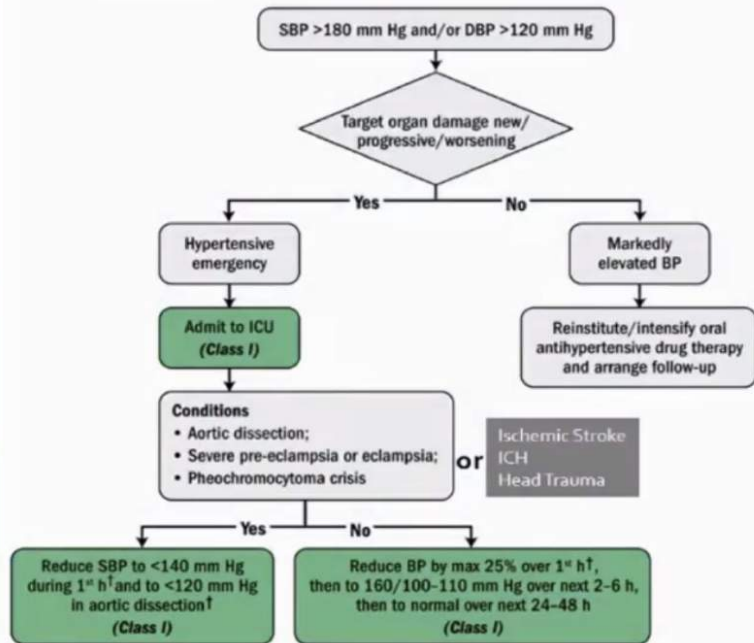 SBP >180 mm Hg and/or DBP >120 mm Hg
Target organ damage new/
progressive/worsening
Yes
No
Hypertensive
emergency
Markedly
elevated BP
Admit to ICU
(Class I)
Reinstitute/intensify oral
antihypertensive drug therapy
and arrange follow-up
Conditions
• Aortic dissection;
• Severe pre-eclampsia or eclampsia;
• Pheochromocytoma crisis
or
Ischemic Stroke
ICH
Head Trauma
Yes
No
Reduce SBP to <140 mm Hg
during 1st h† and to <120 mm Hg
in aortic dissection†
(Class I)
Reduce BP by max 25% over 1st h†,
then to 160/100–110 mm Hg over next 2–6 h,
then to normal over next 24–48 h
(Class I)